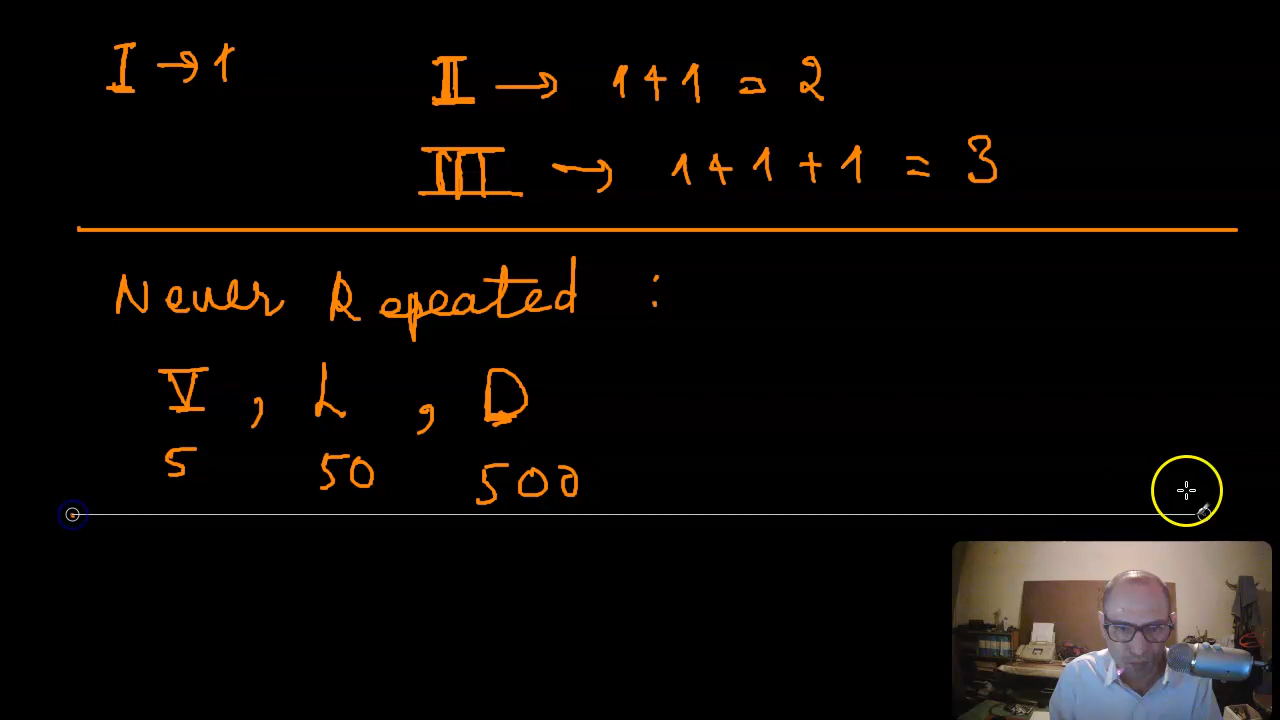 I → 1 II → 1 + 1 = 2
III → 1 + 1 + 1 = 3
Never Repeated :
V , L , D
5 50 500